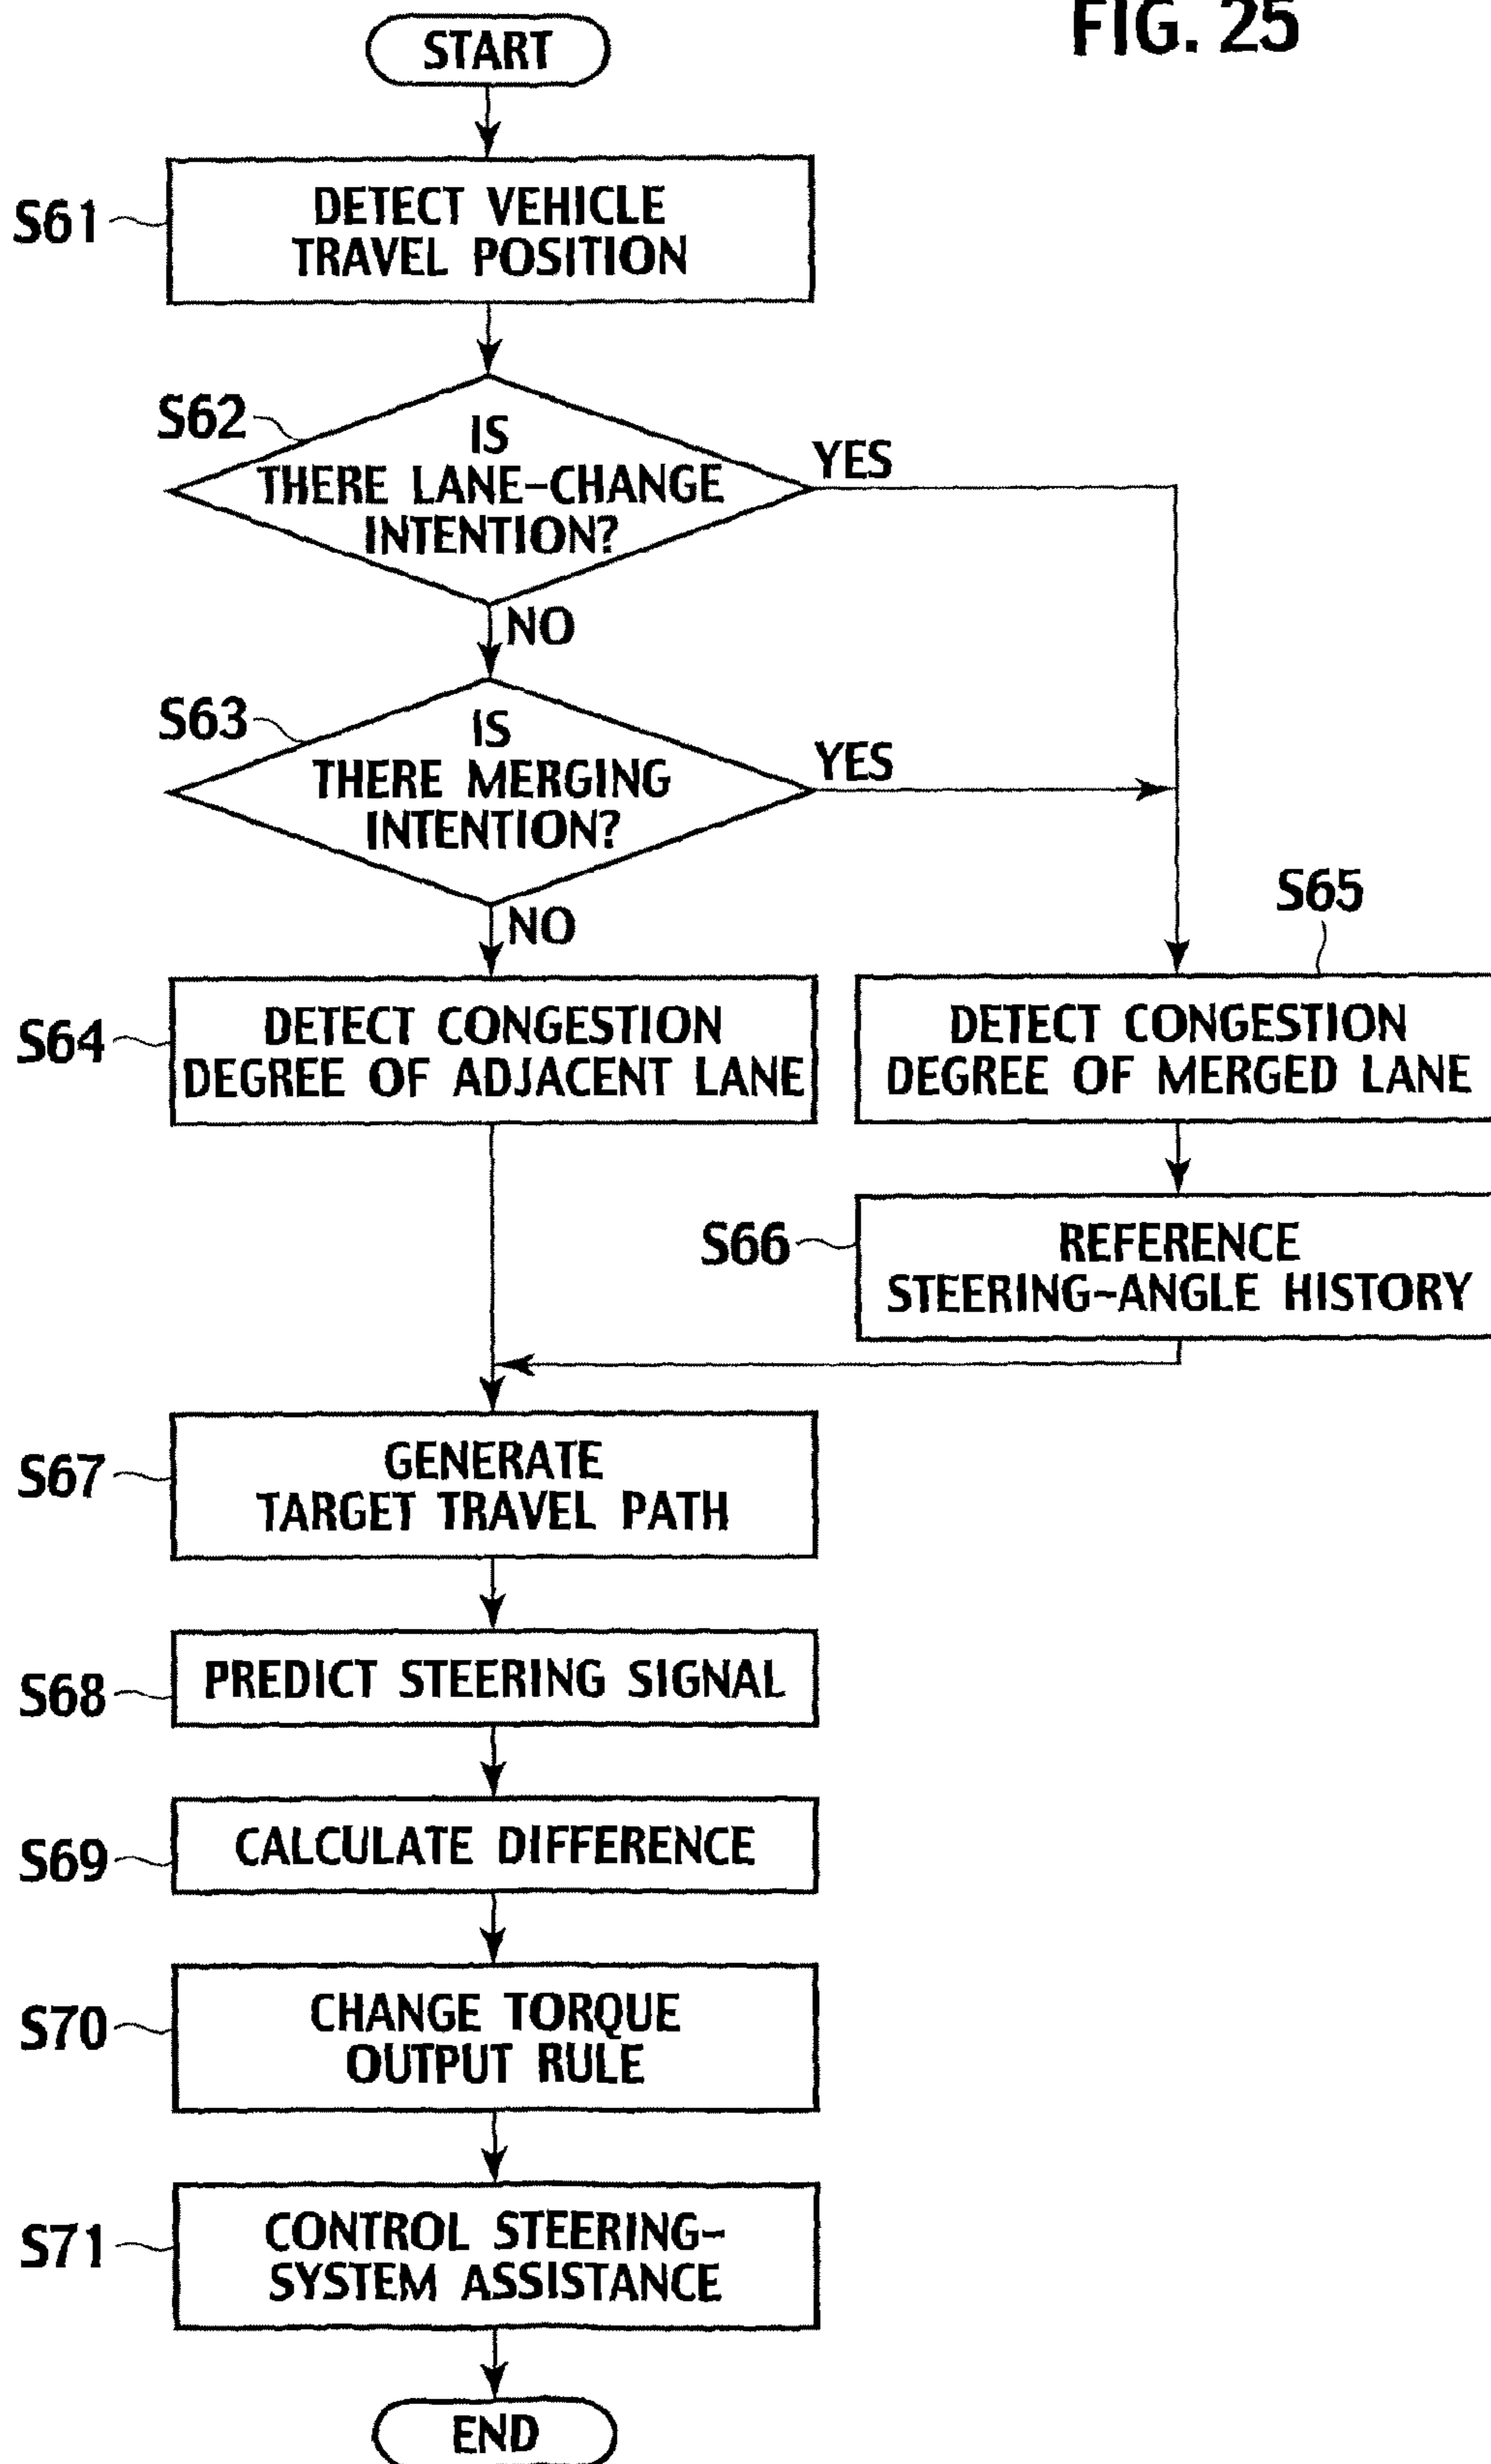 FIG. 25
START
S61
DETECT VEHICLE
TRAVEL POSITION
S62
IS
THERE LANE-CHANGE
INTENTION?
YES
NO
S63
IS
THERE MERGING
INTENTION?
YES
NO
S64
DETECT CONGESTION
DEGREE OF ADJACENT LANE
S65
DETECT CONGESTION
DEGREE OF MERGED LANE
S66
REFERENCE
STEERING-ANGLE HISTORY
S67
GENERATE
TARGET TRAVEL PATH
S68
PREDICT STEERING SIGNAL
S69
CALCULATE DIFFERENCE
S70
CHANGE TORQUE
OUTPUT RULE
S71
CONTROL STEERING-
SYSTEM ASSISTANCE
END